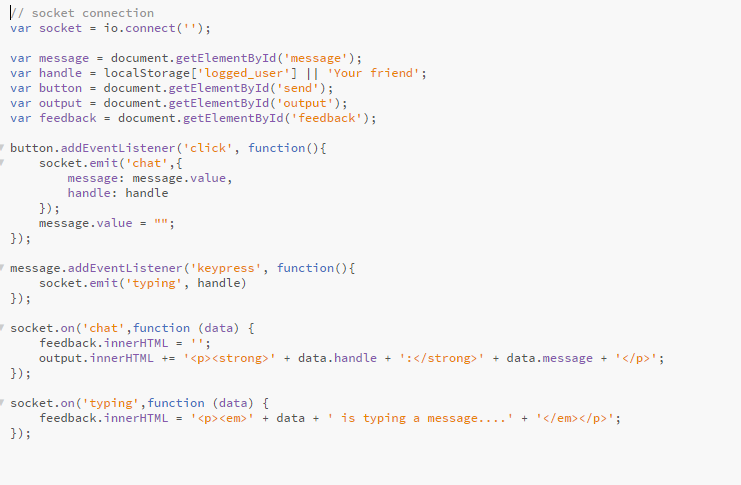 // socket connection
var socket = io.connect('');
var message = document.getElementById('message');
var handle = localStorage['logged_user'] || 'Your friend';
var button = document.getElementById('send');
var output = document.getElementById('output');
var feedback = document.getElementById('feedback');
button.addEventListener('click', function(){
    socket.emit('chat',{
        message: message.value,
        handle: handle
    });
    message.value = "";
});
message.addEventListener('keypress', function(){
    socket.emit('typing', handle)
});
socket.on('chat',function (data) {
    feedback.innerHTML = '';
    output.innerHTML += '<p><strong>' + data.handle + ':</strong>' + data.message + '</p>';
});
socket.on('typing',function (data) {
    feedback.innerHTML = '<p><em>' + data + ' is typing a message....' + '</em></p>';
});